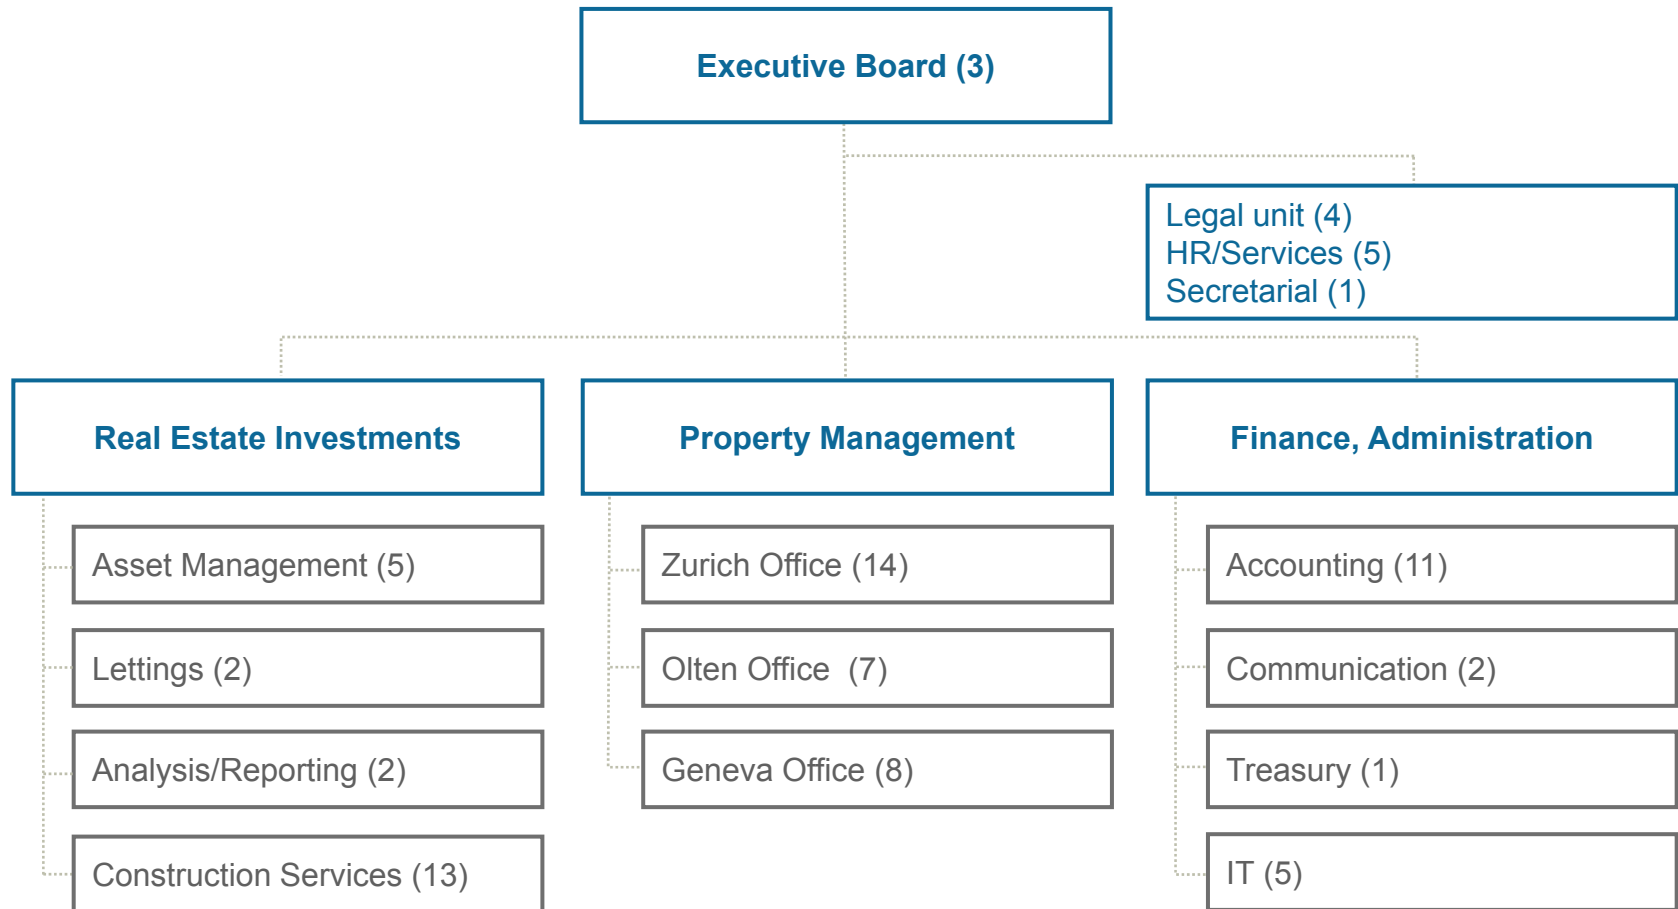 Executive Board (3)
Legal unit (4)
HR/Services (5)
Secretarial (1)
Real Estate Investments
Asset Management (5)
Lettings (2)
Analysis/Reporting (2)
Construction Services (13)
Property Management
Zurich Office (14)
Olten Office  (7)
Geneva Office (8)
Finance, Administration
Accounting (11)
Communication (2)
Treasury (1)
IT (5)